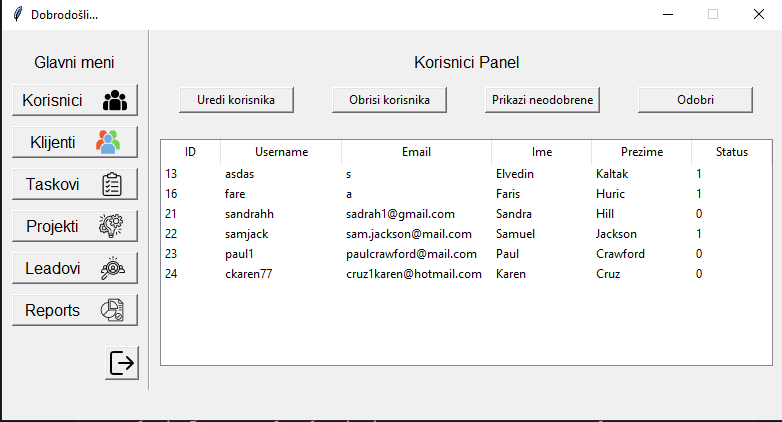 Dobrodošli...
Glavni meni
Korisnici
Klijenti
Taskovi
Projekti
Leadovi
Reports
Korisnici Panel
Uredi korisnika Obrisi korisnika Prikazi neodobrene Odobri
ID Username Email Ime Prezime Status
13 asdas s Elvedin Kaltak 1
16 fare a Faris Huric 1
21 sandrahh sadrah1@gmail.com Sandra Hill 0
22 samjack sam.jackson@mail.com Samuel Jackson 1
23 paul1 paulcrawford@mail.com Paul Crawford 0
24 ckaren77 cruz1karen@hotmail.com Karen Cruz 0